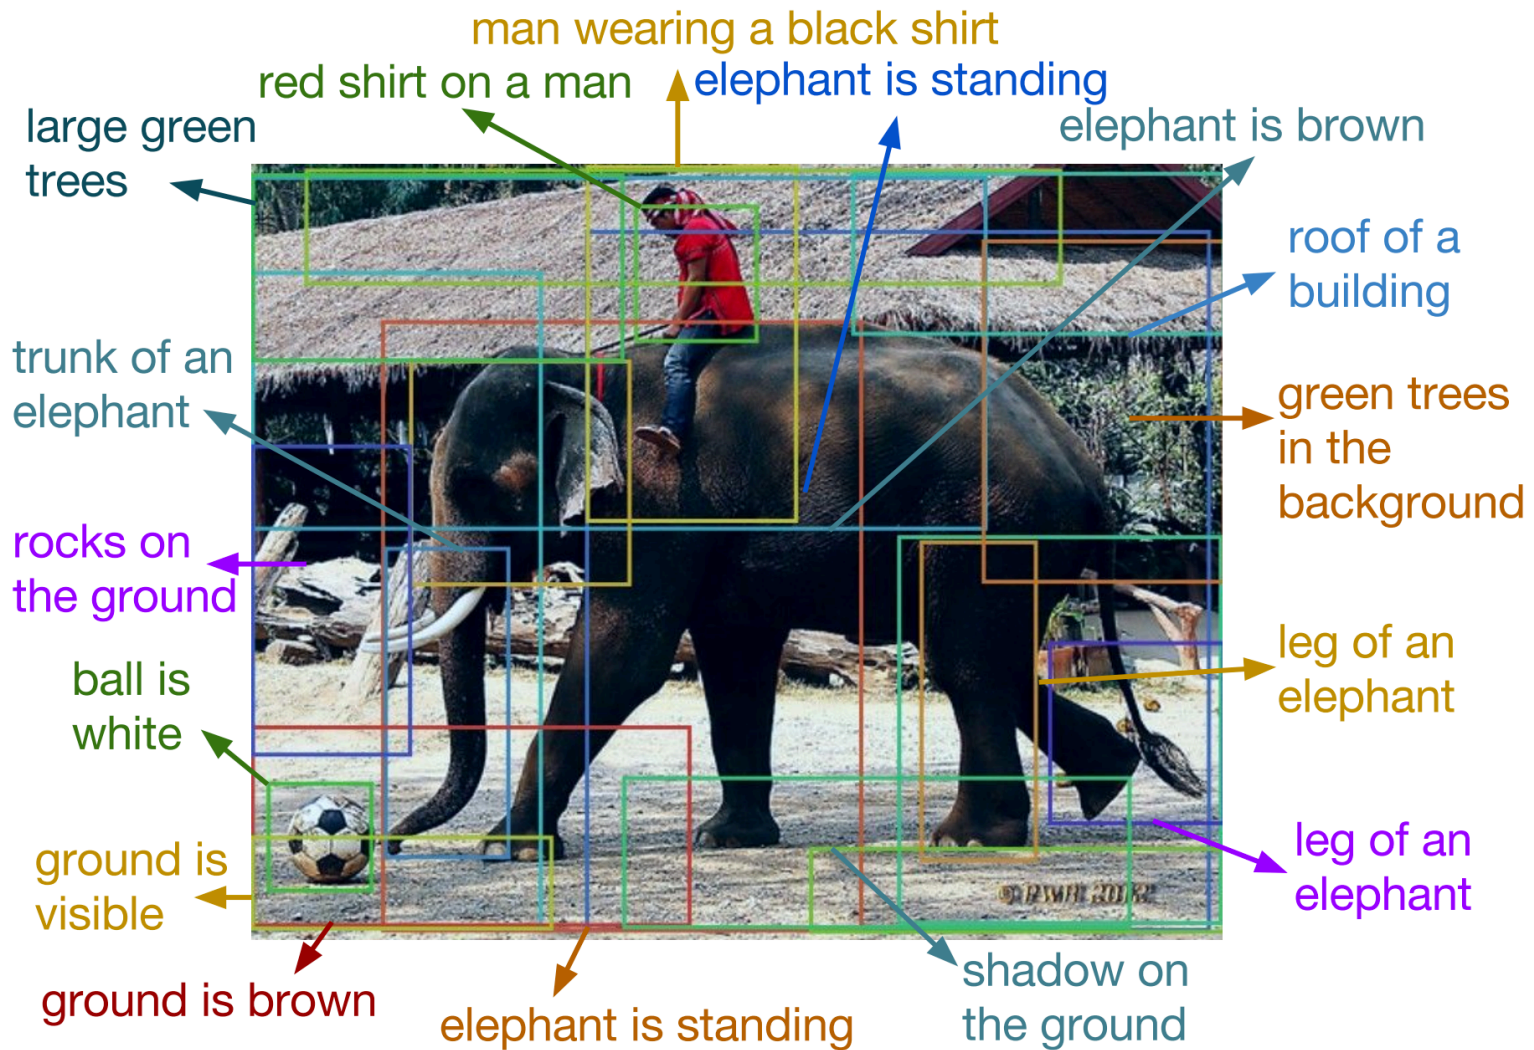 man wearing a black shirt
red shirt on a man
elephant is standing
large green
trees
elephant is brown
roof of a
building
trunk of an
elephant
green trees
in the
background
rocks on
the ground
leg of an
elephant
ball is
white
leg of an
elephant
ground is
visible
shadow on
the ground
ground is brown
elephant is standing